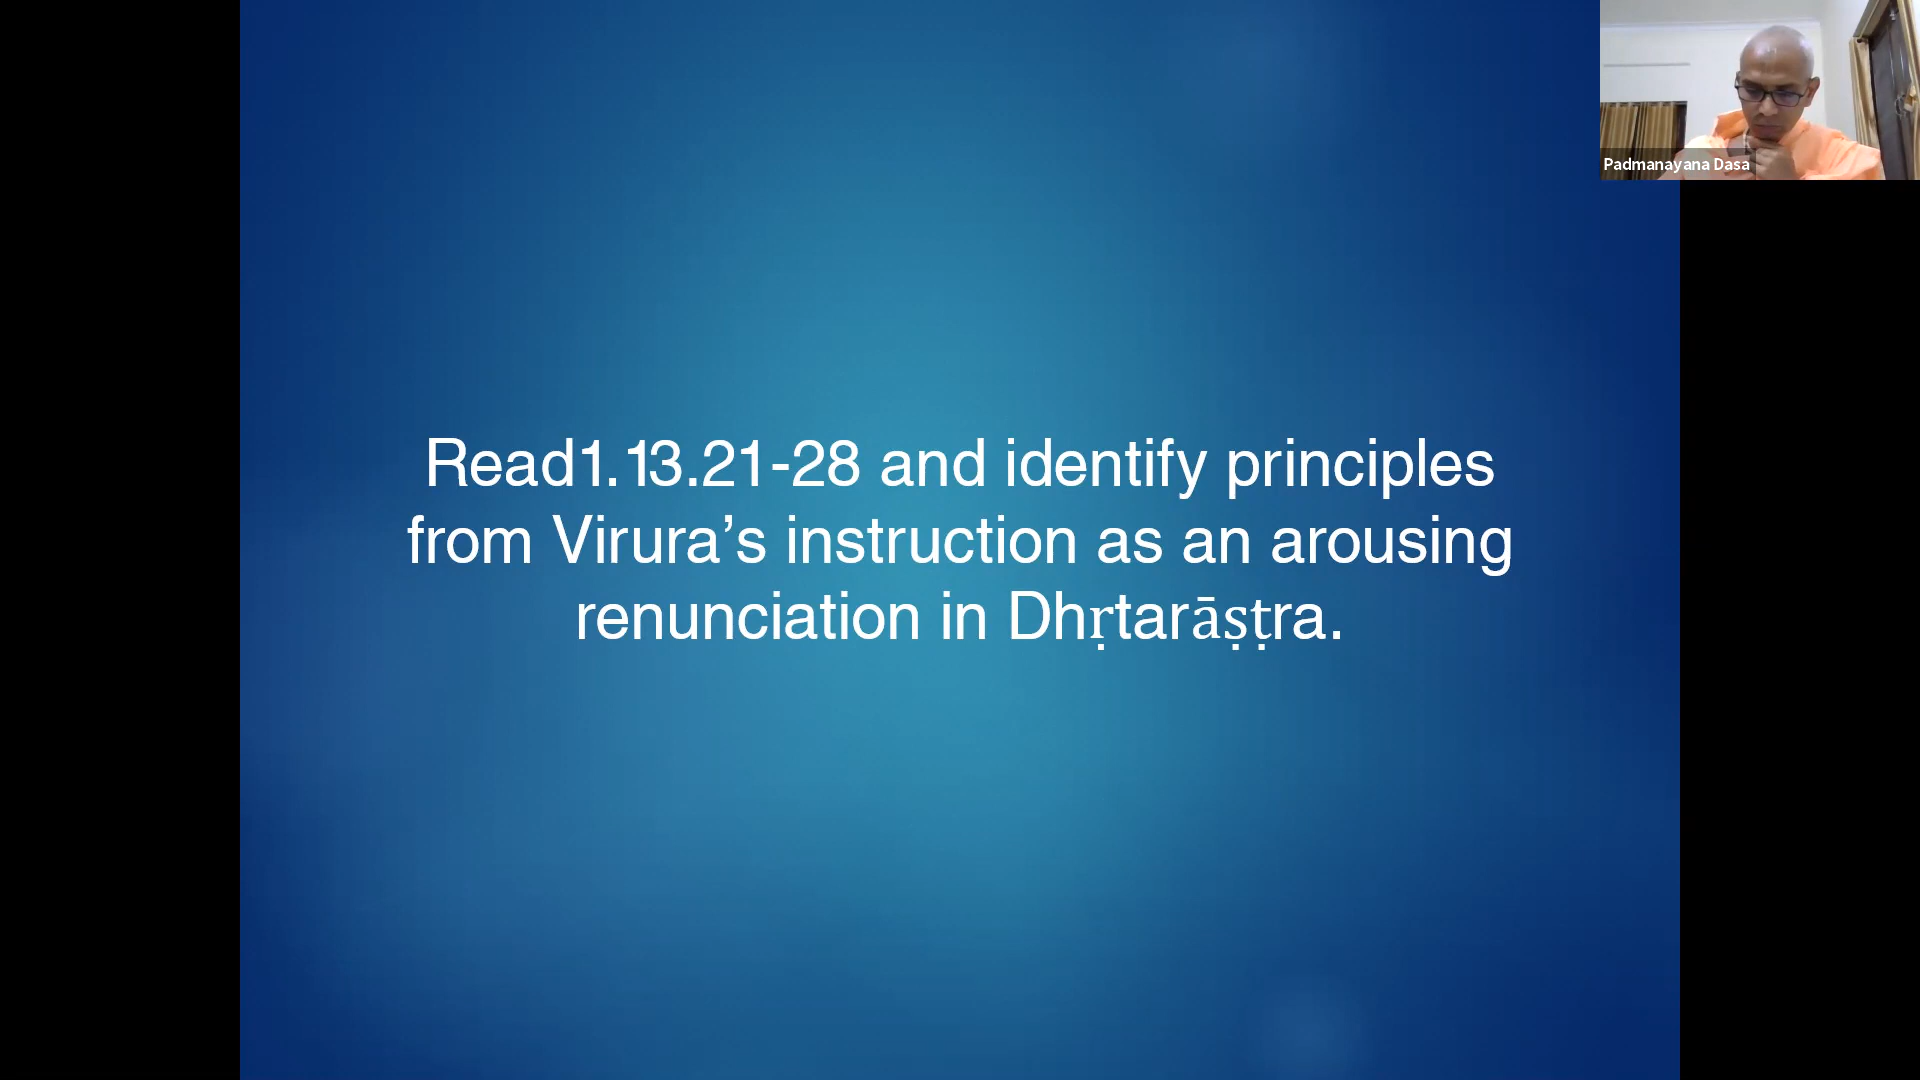 Padmanayana Dasa
Read1.13.21-28 and identify principles
from Virura’s instruction as an arousing
renunciation in Dhṛtarāṣṭra.